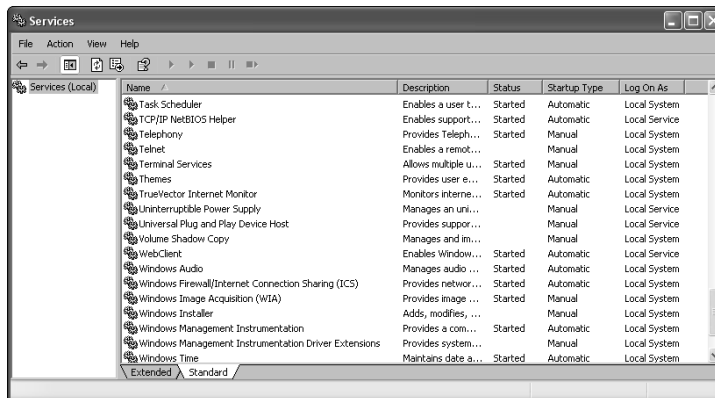 Services
File Action View Help
Services (Local)
Name Description Status Startup Type Log On As
Task Scheduler Enables a user t... Started Automatic Local System
TCP/IP NetBIOS Helper Enables support... Started Automatic Local Service
Telephony Provides Teleph... Started Manual Local System
Telnet Enables a remot... Manual Local System
Terminal Services Allows multiple u... Started Manual Local System
Themes Provides user e... Started Automatic Local System
TrueVector Internet Monitor Monitors interne... Started Automatic Local System
Uninterruptible Power Supply Manages an uni... Manual Local Service
Universal Plug and Play Device Host Provides suppor... Manual Local Service
Volume Shadow Copy Manages and im... Manual Local System
WebClient Enables Window... Started Automatic Local Service
Windows Audio Manages audio ... Started Automatic Local System
Windows Firewall/Internet Connection Sharing (ICS) Provides networ... Started Automatic Local System
Windows Image Acquisition (WIA) Provides image ... Started Manual Local System
Windows Installer Adds, modifies, ... Manual Local System
Windows Management Instrumentation Provides a com... Started Automatic Local System
Windows Management Instrumentation Driver Extensions Provides system... Manual Local System
Windows Time Maintains date a... Started Automatic Local System
Extended Standard